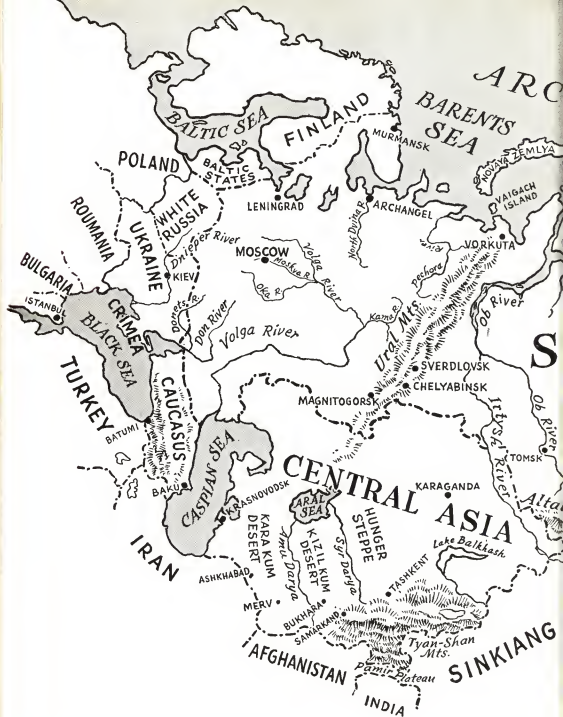 ARC
BARENTS
SEA
BALTIC SEA
FINLAND
MURMANSK
NOVAYA ZEMLYA
VAIGACH
ISLAND
POLAND
BALTIC
STATES
LENINGRAD
ARCHANGEL
North Dvina R.
VORKUTA
Pechora River
ROUMANIA
WHITE
RUSSIA
UKRAINE
Dnieper River
MOSCOW
Moskva R.
Volga River
Oka R.
Kama R.
Ural Mts.
Ob River
BULGARIA
KIEV
ISTANBUL
CRIMEA
BLACK SEA
Donets R.
Don River
Volga River
S
SVERDLOVSK
CHELYABINSK
MAGNITOGORSK
Irtysh River
Ob River
TOMSK
TURKEY
CAUCASUS
BATUMI
BAKU
CASPIAN SEA
KRASNOVODSK
CENTRAL ASIA
KARAGANDA
Altai
ARAL
SEA
HUNGER
STEPPE
Lake Balkhash
IRAN
KARA KUM
DESERT
Amu Darya
KIZIL KUM
DESERT
Syr Darya
TASHKENT
ASHKHABAD
MERV
BUKHARA
SAMARKAND
Tyan-Shan
Mts.
AFGHANISTAN
Pamir Plateau
SINKIANG
INDIA